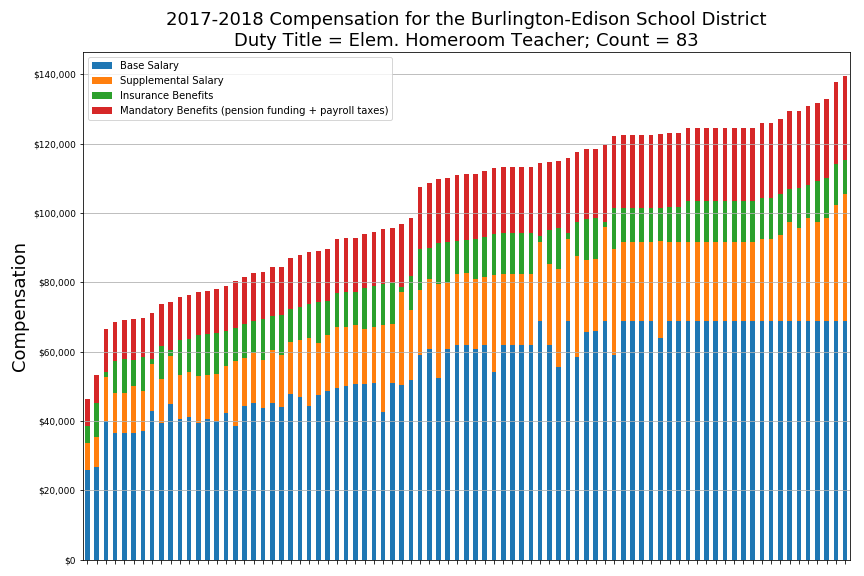 2017-2018 Compensation for the Burlington-Edison School District
Duty Title = Elem. Homeroom Teacher; Count = 83
Base Salary
Supplemental Salary
Insurance Benefits
Mandatory Benefits (pension funding + payroll taxes)
Compensation
$140,000
$120,000
$100,000
$80,000
$60,000
$40,000
$20,000
$0